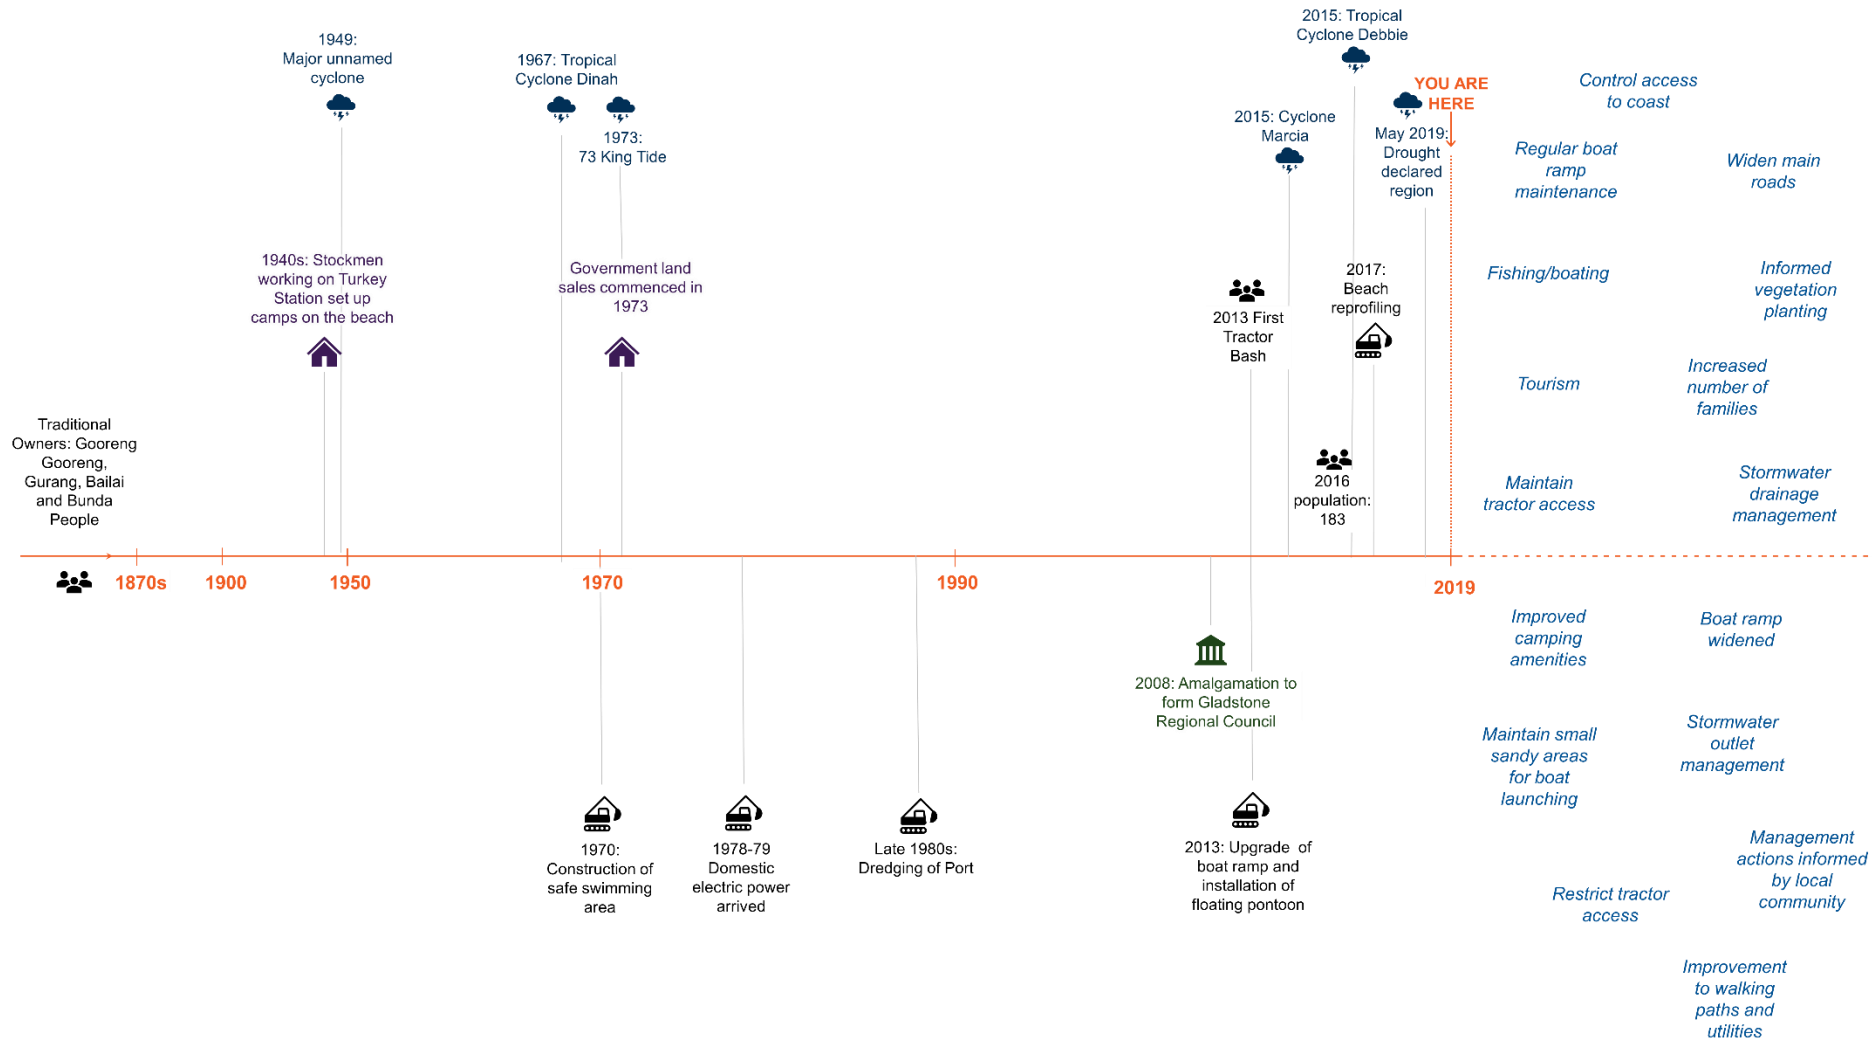 1949:
Major unnamed
cyclone
1967: Tropical
Cyclone Dinah
1973:
73 King Tide
2015: Tropical
Cyclone Debbie
2015: Cyclone
Marcia
YOU ARE
HERE
May 2019:
Drought
declared
region
1940s: Stockmen
working on Turkey
Station set up
camps on the beach
Government land
sales commenced in
1973
2013 First
Tractor
Bash
2017:
Beach
reprofiling
2016
population:
183
Traditional
Owners: Gooreng
Gooreng,
Gurang, Bailai
and Bunda
People
1870s
1900
1950
1970
1990
2019
1970:
Construction of
safe swimming
area
1978-79
Domestic
electric power
arrived
Late 1980s:
Dredging of Port
2008: Amalgamation to
form Gladstone
Regional Council
2013: Upgrade of
boat ramp and
installation of
floating pontoon
Control access
to coast
Regular boat
ramp
maintenance
Widen main
roads
Fishing/boating
Informed
vegetation
planting
Tourism
Increased
number of
families
Maintain
tractor access
Stormwater
drainage
management
Improved
camping
amenities
Boat ramp
widened
Maintain small
sandy areas
for boat
launching
Stormwater
outlet
management
Management
actions informed
by local
community
Restrict tractor
access
Improvement
to walking
paths and
utilities